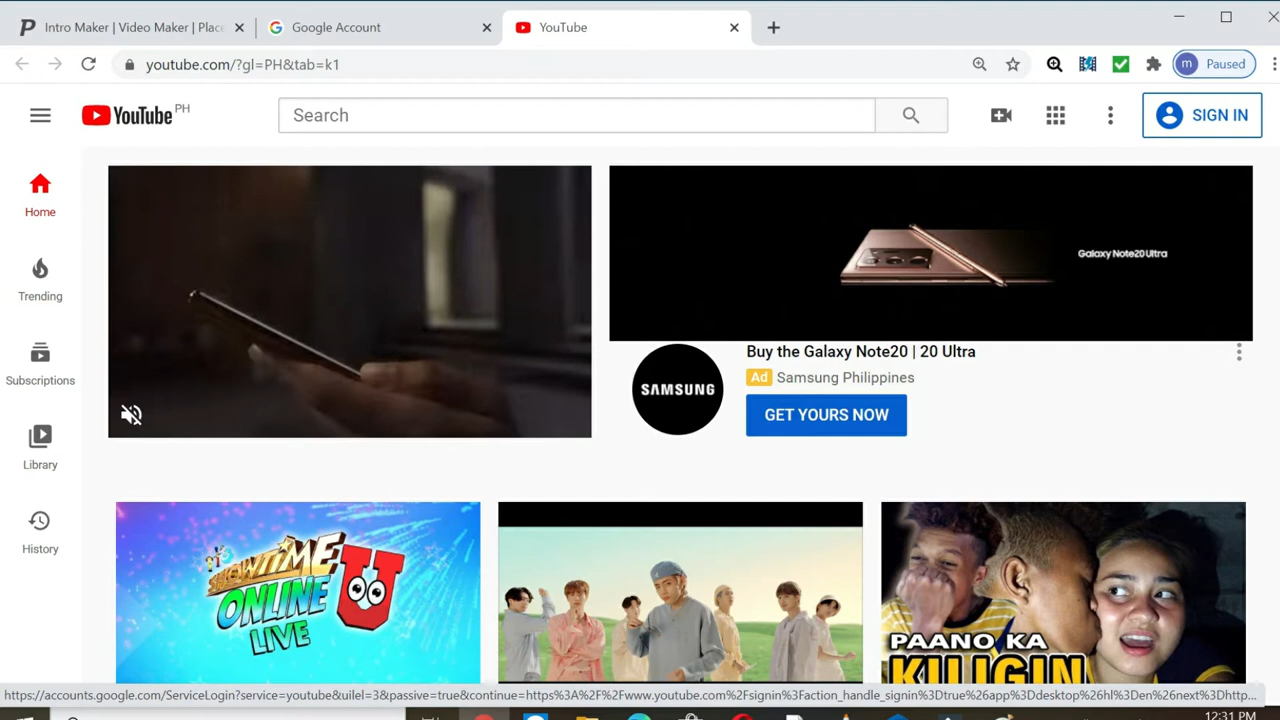 Intro Maker | Video Maker | Place
Google Account
YouTube
youtube.com/?gl=PH&tab=k1
m Paused
YouTube PH
Search
SIGN IN
Home
Trending
Subscriptions
Library
History
Galaxy Note20 Ultra
SAMSUNG
Buy the Galaxy Note20 | 20 Ultra
Ad Samsung Philippines
GET YOURS NOW
SHOWTIME
ONLINE U
LIVE
PAANO KA
KILIGIN
https://accounts.google.com/ServiceLogin?service=youtube&uilel=3&passive=true&continue=https%3A%2F%2Fwww.youtube.com%2Fsignin%3Faction_handle_signin%3Dtrue%26app%3Ddesktop%26hl%3Den%26next%3Dhttp...
12:31 PM